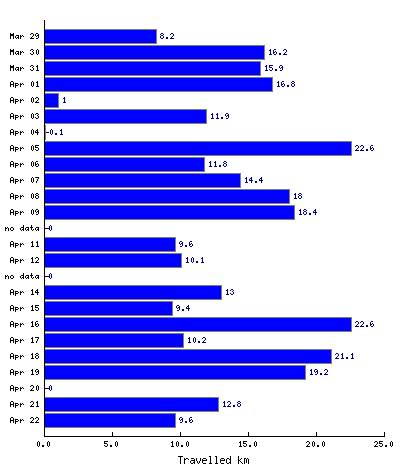 Mar 29 8.2
Mar 30 16.2
Mar 31 15.9
Apr 01 16.8
Apr 02 1
Apr 03 11.9
Apr 04 0.1
Apr 05 22.6
Apr 06 11.8
Apr 07 14.4
Apr 08 18
Apr 09 18.4
no data 0
Apr 11 9.6
Apr 12 10.1
no data 0
Apr 14 13
Apr 15 9.4
Apr 16 22.6
Apr 17 10.2
Apr 18 21.1
Apr 19 19.2
Apr 20 0
Apr 21 12.8
Apr 22 9.6
0.0 5.0 10.0 15.0 20.0 25.0
Travelled km